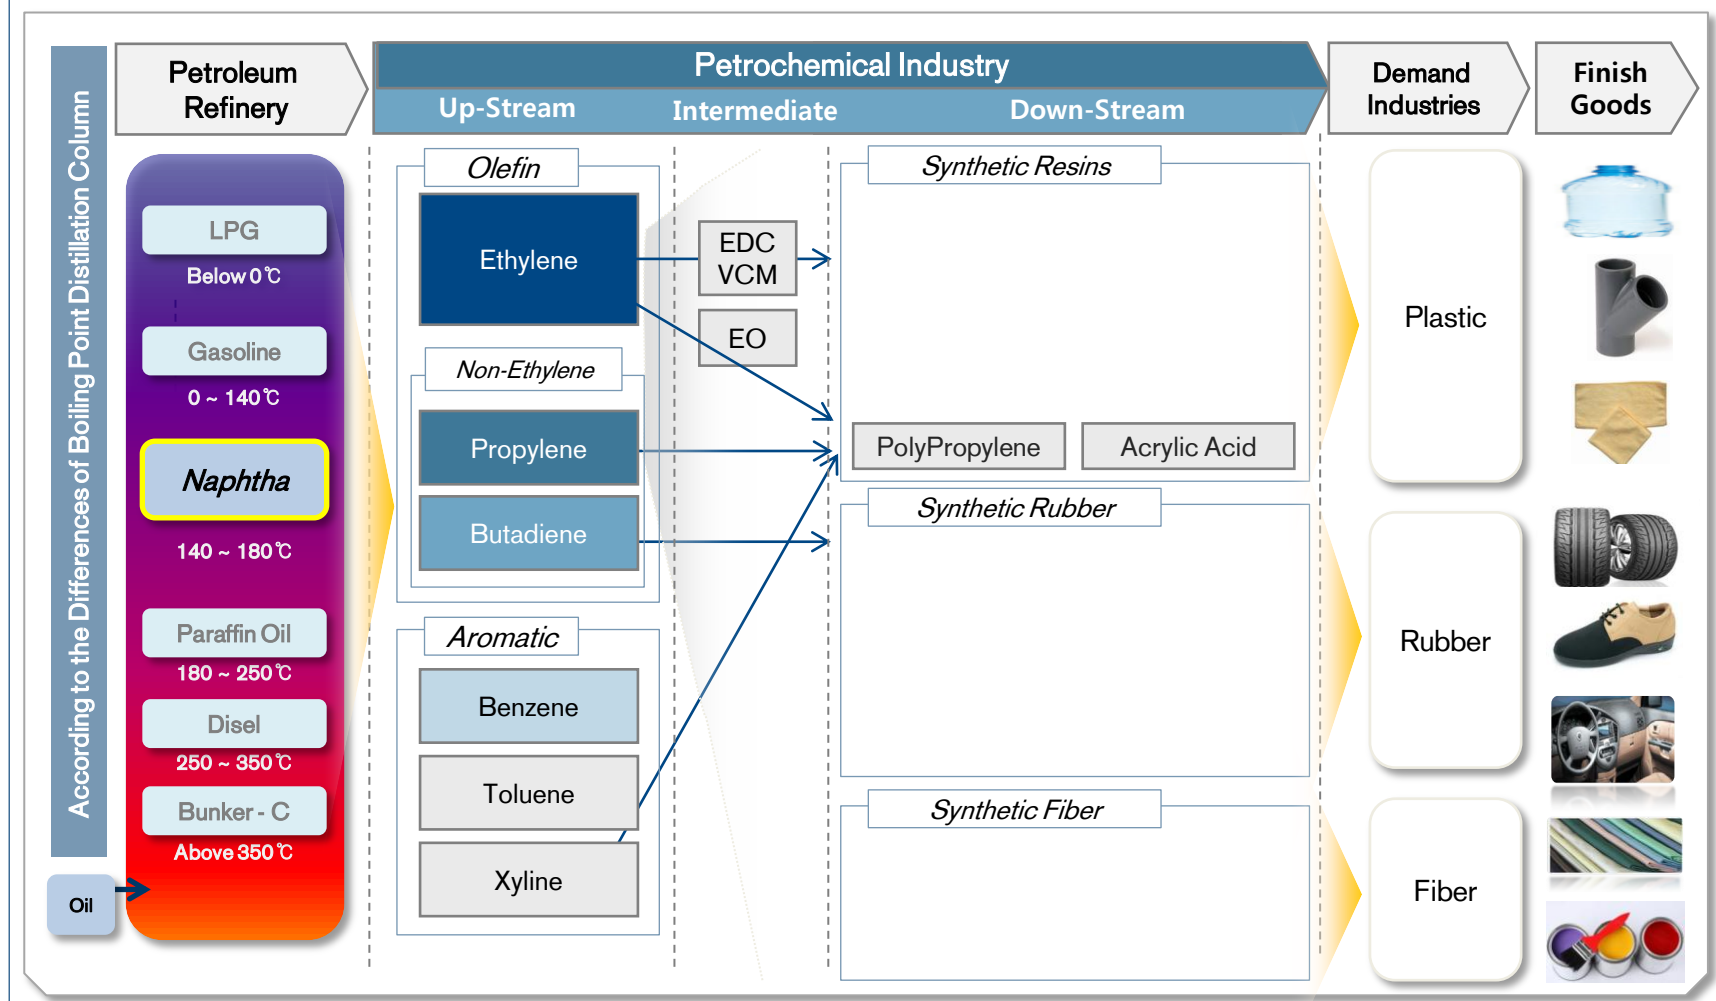 Petroleum
Refinery
Petrochemical Industry
Up-Stream
Intermediate
Down-Stream
Demand
Industries
Finish
Goods
According to the Differences of Boiling Point Distillation Column
LPG
Below 0℃
Gasoline
0 ~ 140℃
Naphtha
140 ~ 180℃
Paraffin Oil
180 ~ 250℃
Disel
250 ~ 350℃
Bunker - C
Above 350℃
Oil
Olefin
Ethylene
Non-Ethylene
Propylene
Butadiene
Aromatic
Benzene
Toluene
Xyline
EDC
VCM
EO
Synthetic Resins
PolyPropylene
Acrylic Acid
Synthetic Rubber
Synthetic Fiber
Plastic
Rubber
Fiber